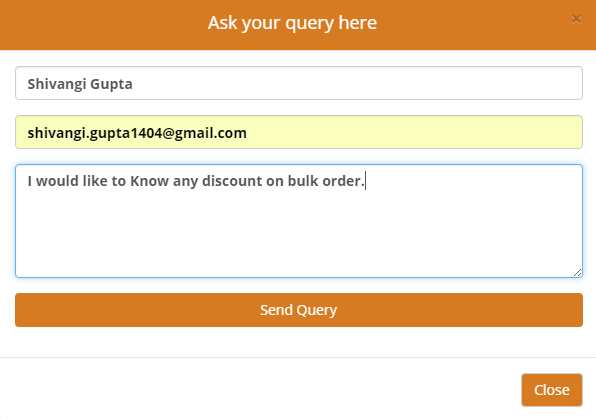 Ask your query here
×
Shivangi Gupta
shivangi.gupta1404@gmail.com
I would like to Know any discount on bulk order.
Send Query
Close